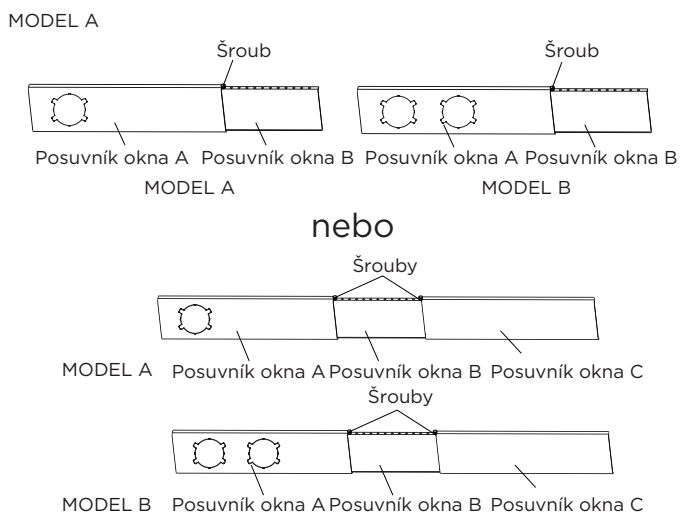 MODEL A
Šroub Šroub
Posuvník okna A Posuvník okna B Posuvník okna A Posuvník okna B
MODEL A MODEL B
nebo
Šrouby
MODEL A Posuvník okna A Posuvník okna B Posuvník okna C
Šrouby
MODEL B Posuvník okna A Posuvník okna B Posuvník okna C